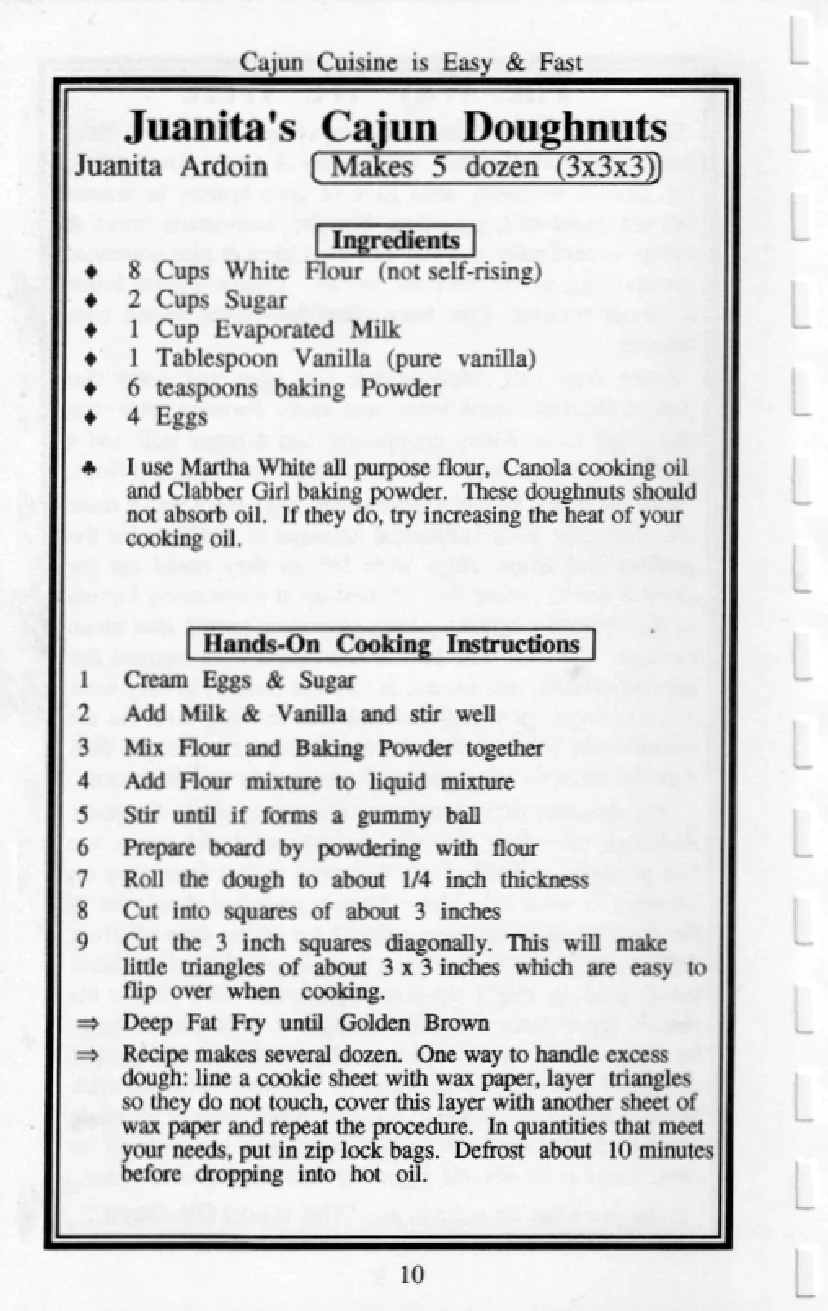 Cajun Cuisine is Easy & Fast
Juanita's Cajun Doughnuts
Juanita Ardoin (Makes 5 dozen (3x3x3))
Ingredients
♦ 8 Cups White Flour (not self-rising)
♦ 2 Cups Sugar
♦ 1 Cup Evaporated Milk
♦ 1 Tablespoon Vanilla (pure vanilla)
♦ 6 teaspoons baking Powder
♦ 4 Eggs
♣ I use Martha White all purpose flour, Canola cooking oil
and Clabber Girl baking powder. These doughnuts should
not absorb oil. If they do, try increasing the heat of your
cooking oil.
Hands-On Cooking Instructions
1 Cream Eggs & Sugar
2 Add Milk & Vanilla and stir well
3 Mix Flour and Baking Powder together
4 Add Flour mixture to liquid mixture
5 Stir until if forms a gummy ball
6 Prepare board by powdering with flour
7 Roll the dough to about 1/4 inch thickness
8 Cut into squares of about 3 inches
9 Cut the 3 inch squares diagonally. This will make
little triangles of about 3 x 3 inches which are easy to
flip over when cooking.
⇒ Deep Fat Fry until Golden Brown
⇒ Recipe makes several dozen. One way to handle excess
dough: line a cookie sheet with wax paper, layer triangles
so they do not touch, cover this layer with another sheet of
wax paper and repeat the procedure. In quantities that meet
your needs, put in zip lock bags. Defrost about 10 minutes
before dropping into hot oil.
10